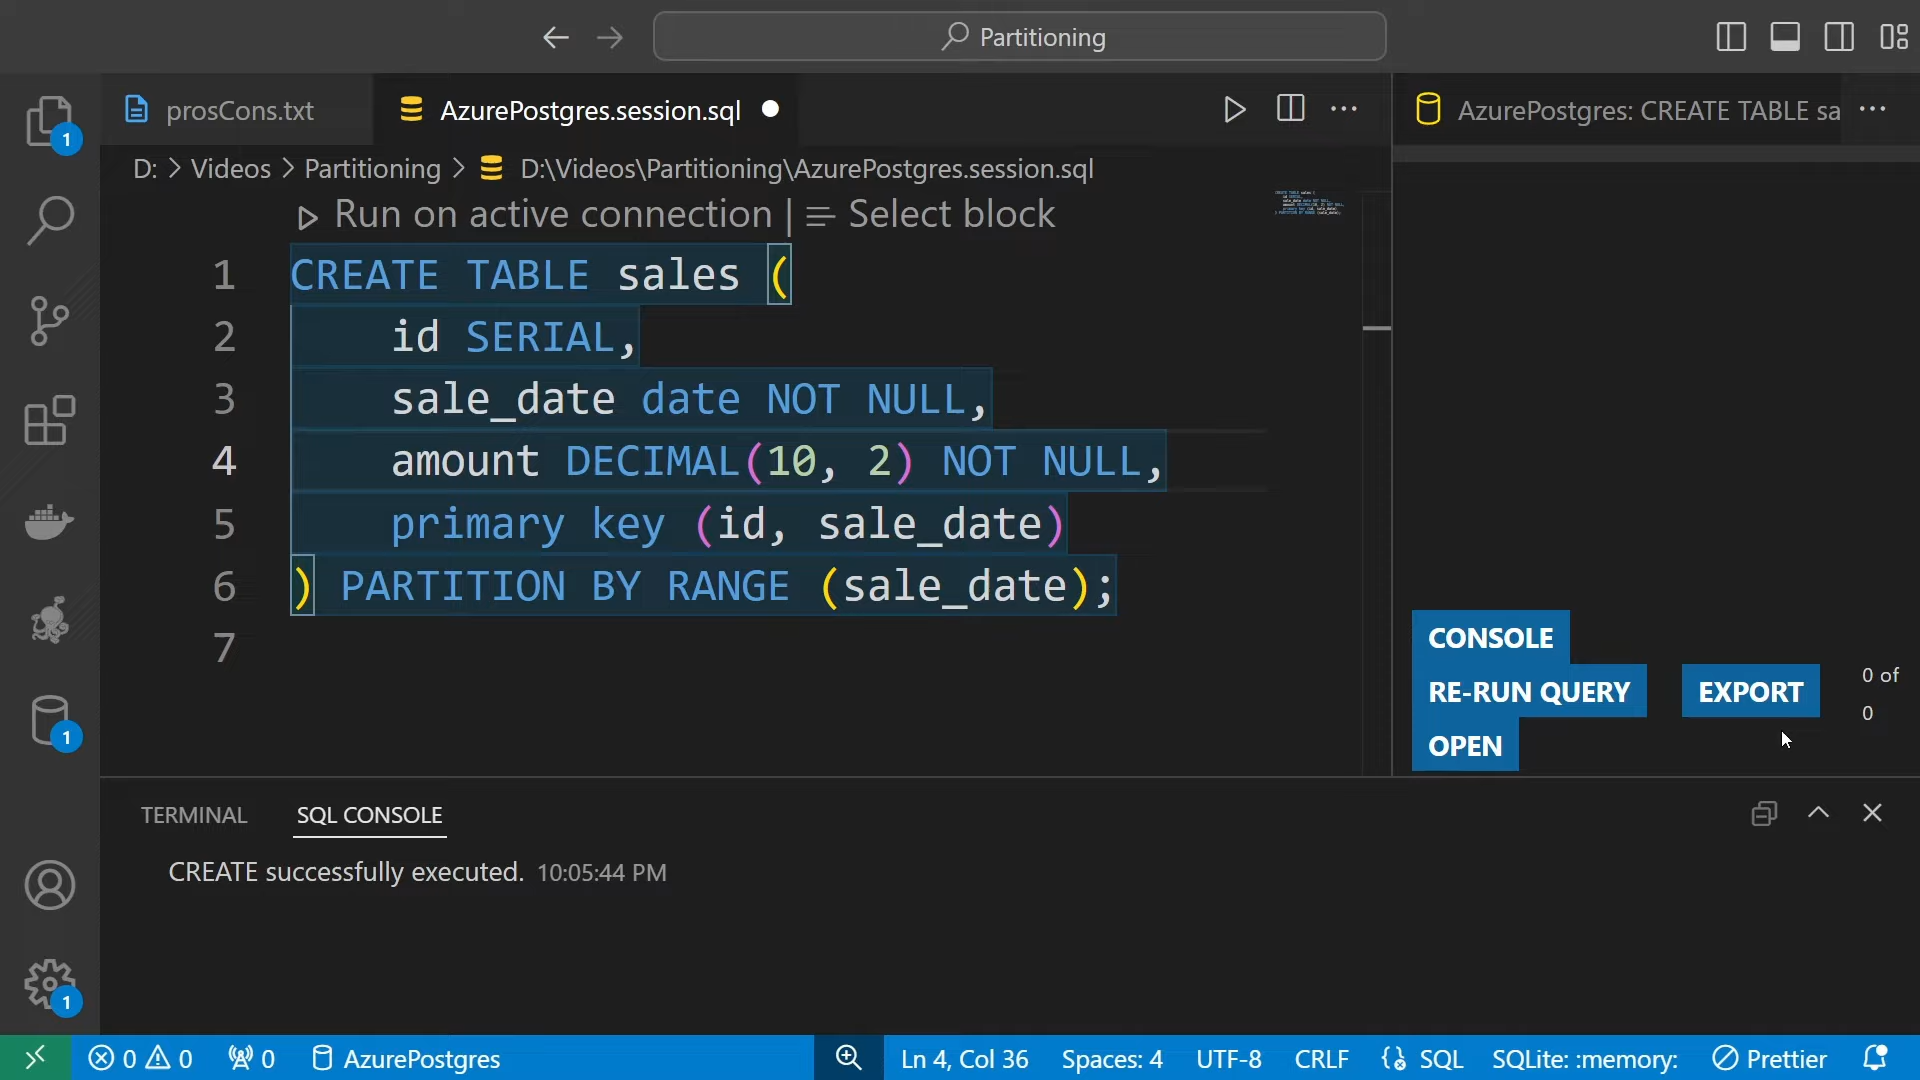 Partitioning
prosCons.txt
AzurePostgres.session.sql
AzurePostgres: CREATE TABLE sa
D: > Videos > Partitioning > D:\Videos\Partitioning\AzurePostgres.session.sql
Run on active connection | Select block
1 CREATE TABLE sales (
2 id SERIAL,
3 sale_date date NOT NULL,
4 amount DECIMAL(10, 2) NOT NULL,
5 primary key (id, sale_date)
6 ) PARTITION BY RANGE (sale_date);
7
CONSOLE
RE-RUN QUERY
EXPORT
0 of
0
OPEN
1
1
1
TERMINAL
SQL CONSOLE
CREATE successfully executed. 10:05:44 PM
0 0 0 AzurePostgres Ln 4, Col 36 Spaces: 4 UTF-8 CRLF SQL SQLite: :memory: Prettier